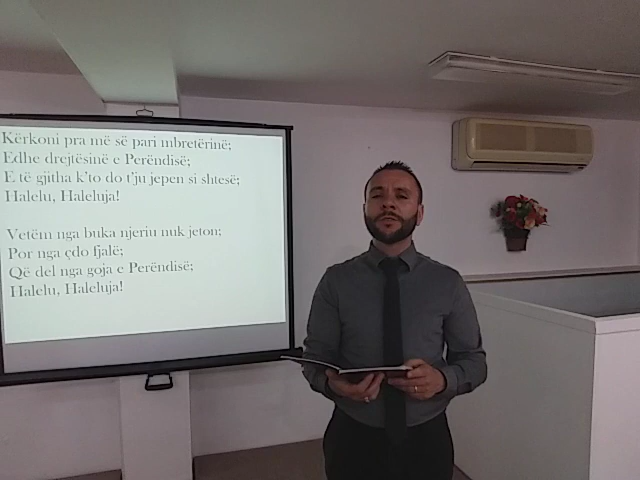 Kërkoni pra më së pari mbretërinë;
Edhe drejtësinë e Perëndisë;
E të gjitha k'to do t'ju jepen si shtesë;
Halelu, Haleluja!
Vetëm nga buka njeriu nuk jeton;
Por nga çdo fjalë;
Që del nga goja e Perëndisë;
Halelu, Haleluja!